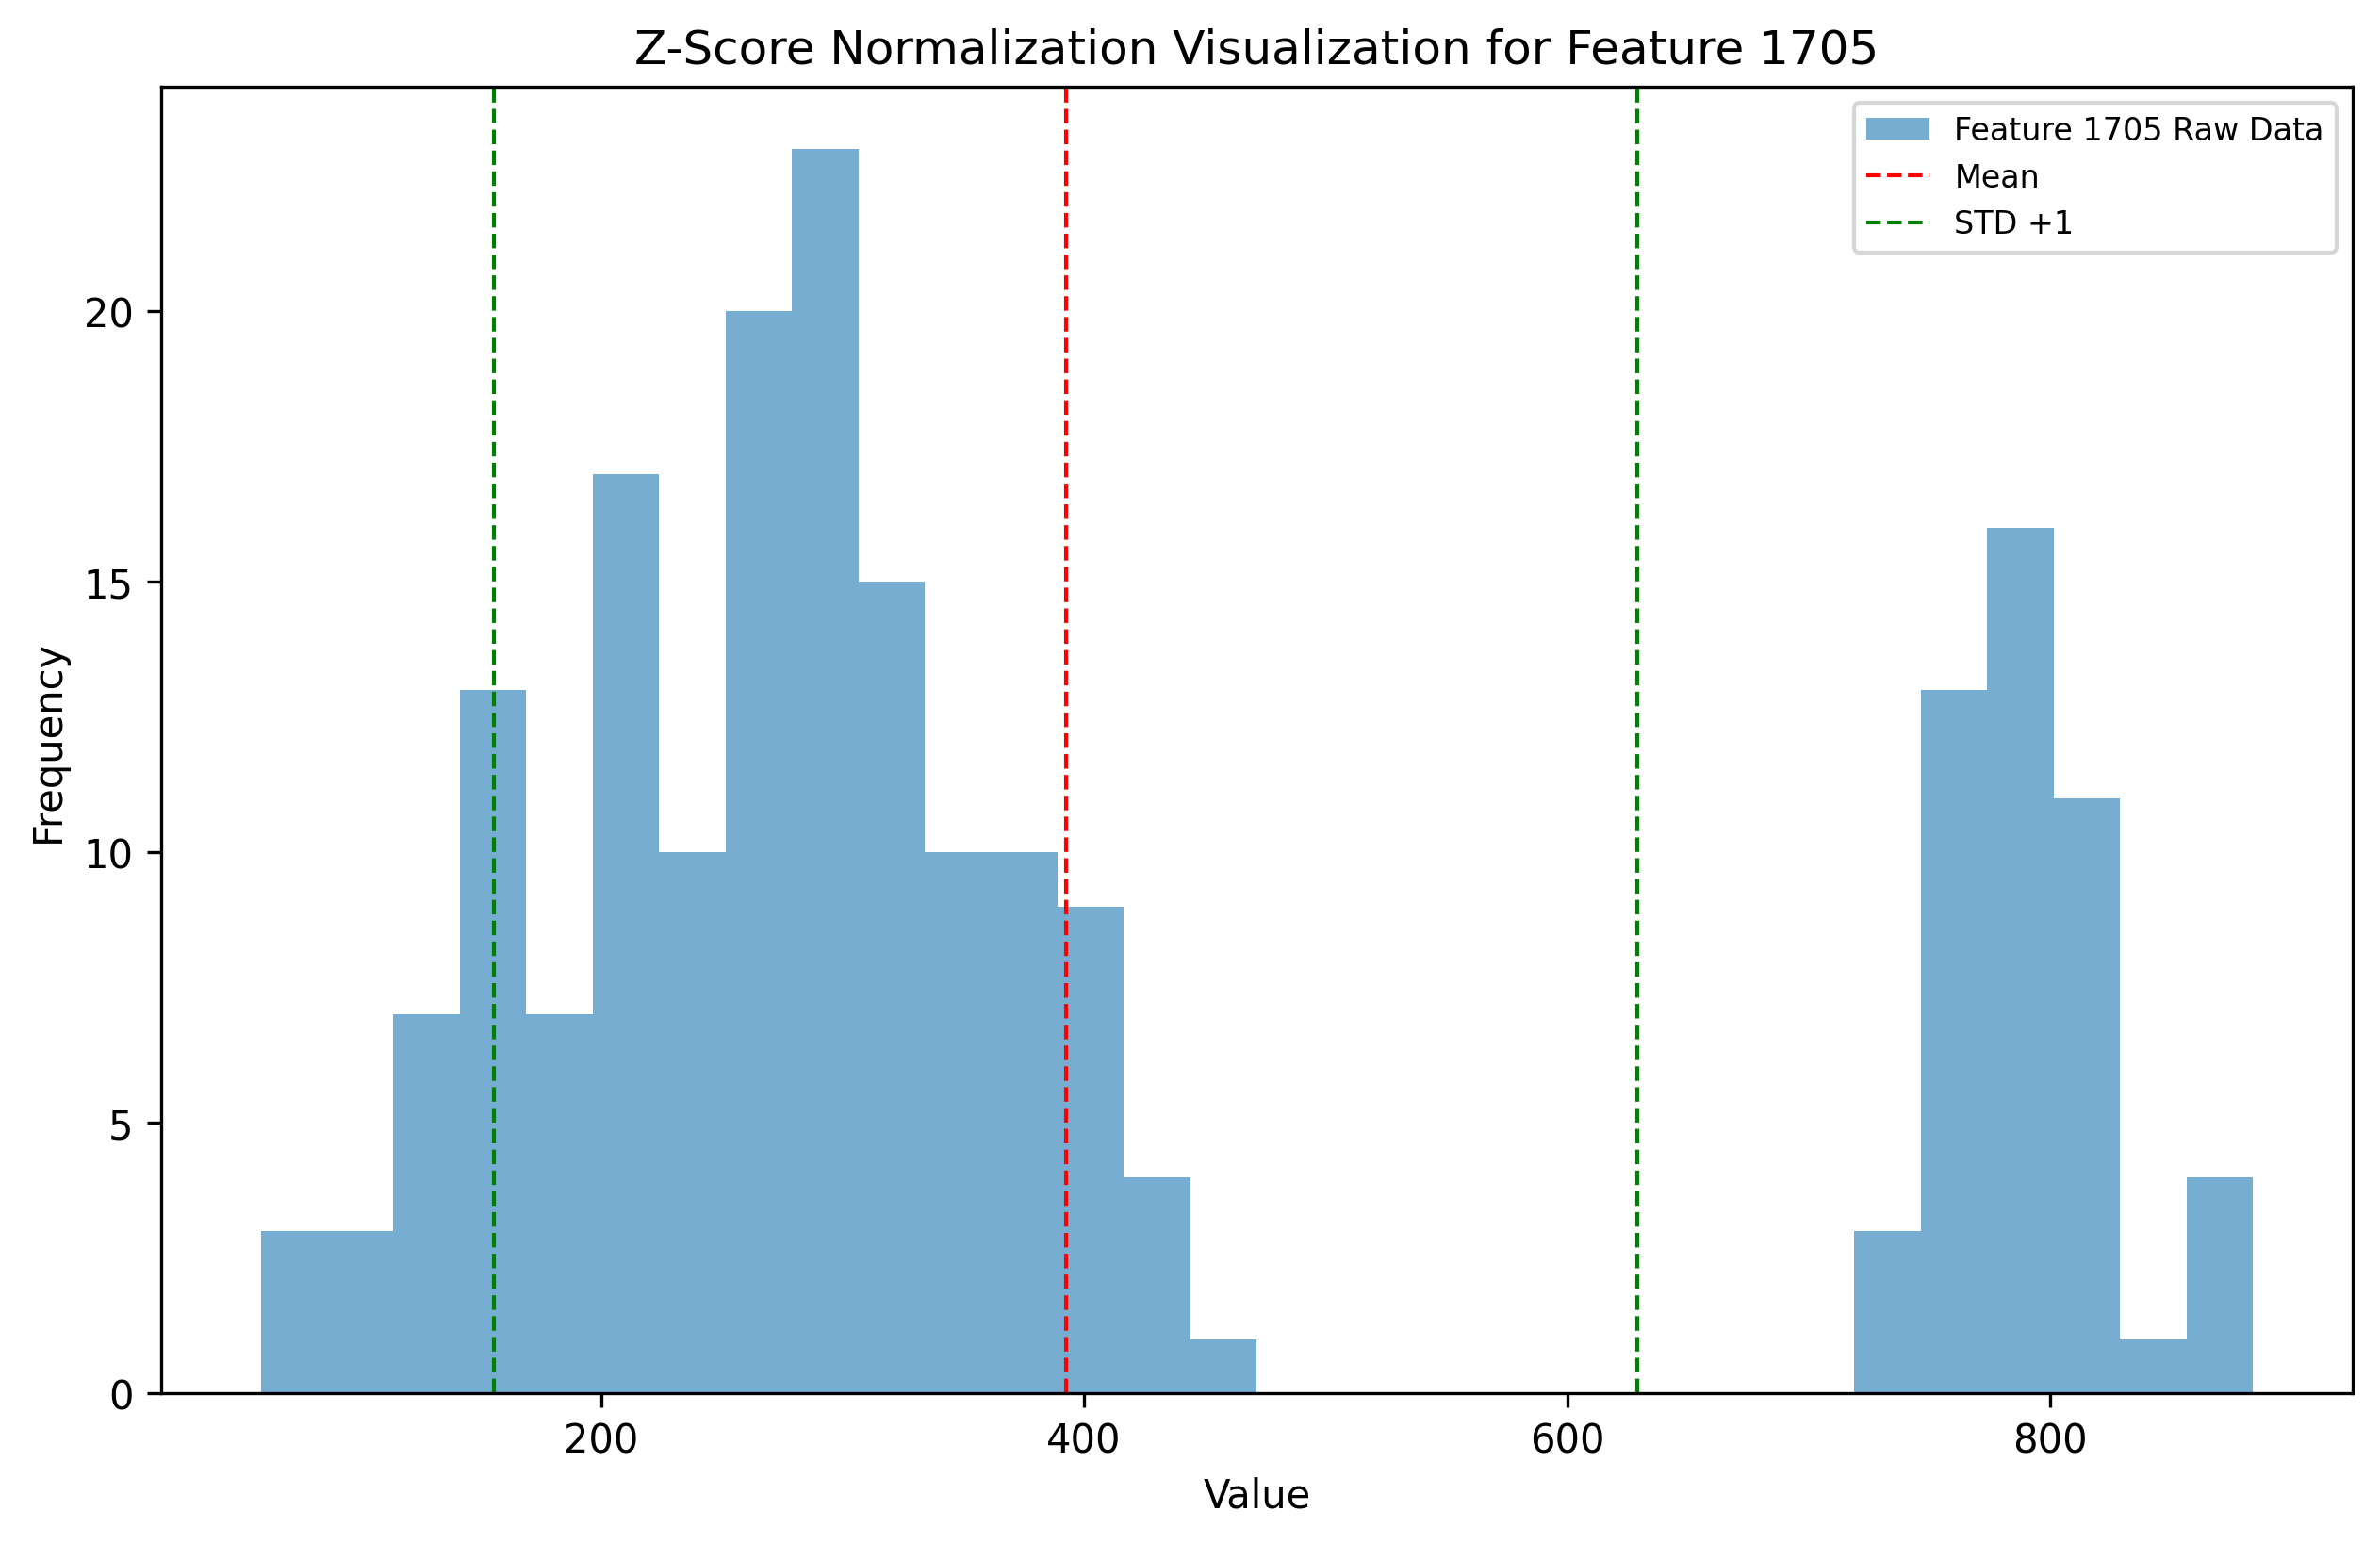 Z-Score Normalization Visualization for Feature 1705
Feature 1705 Raw Data
Mean
STD +1
Frequency
20
15
10
5
0
200 400 600 800
Value